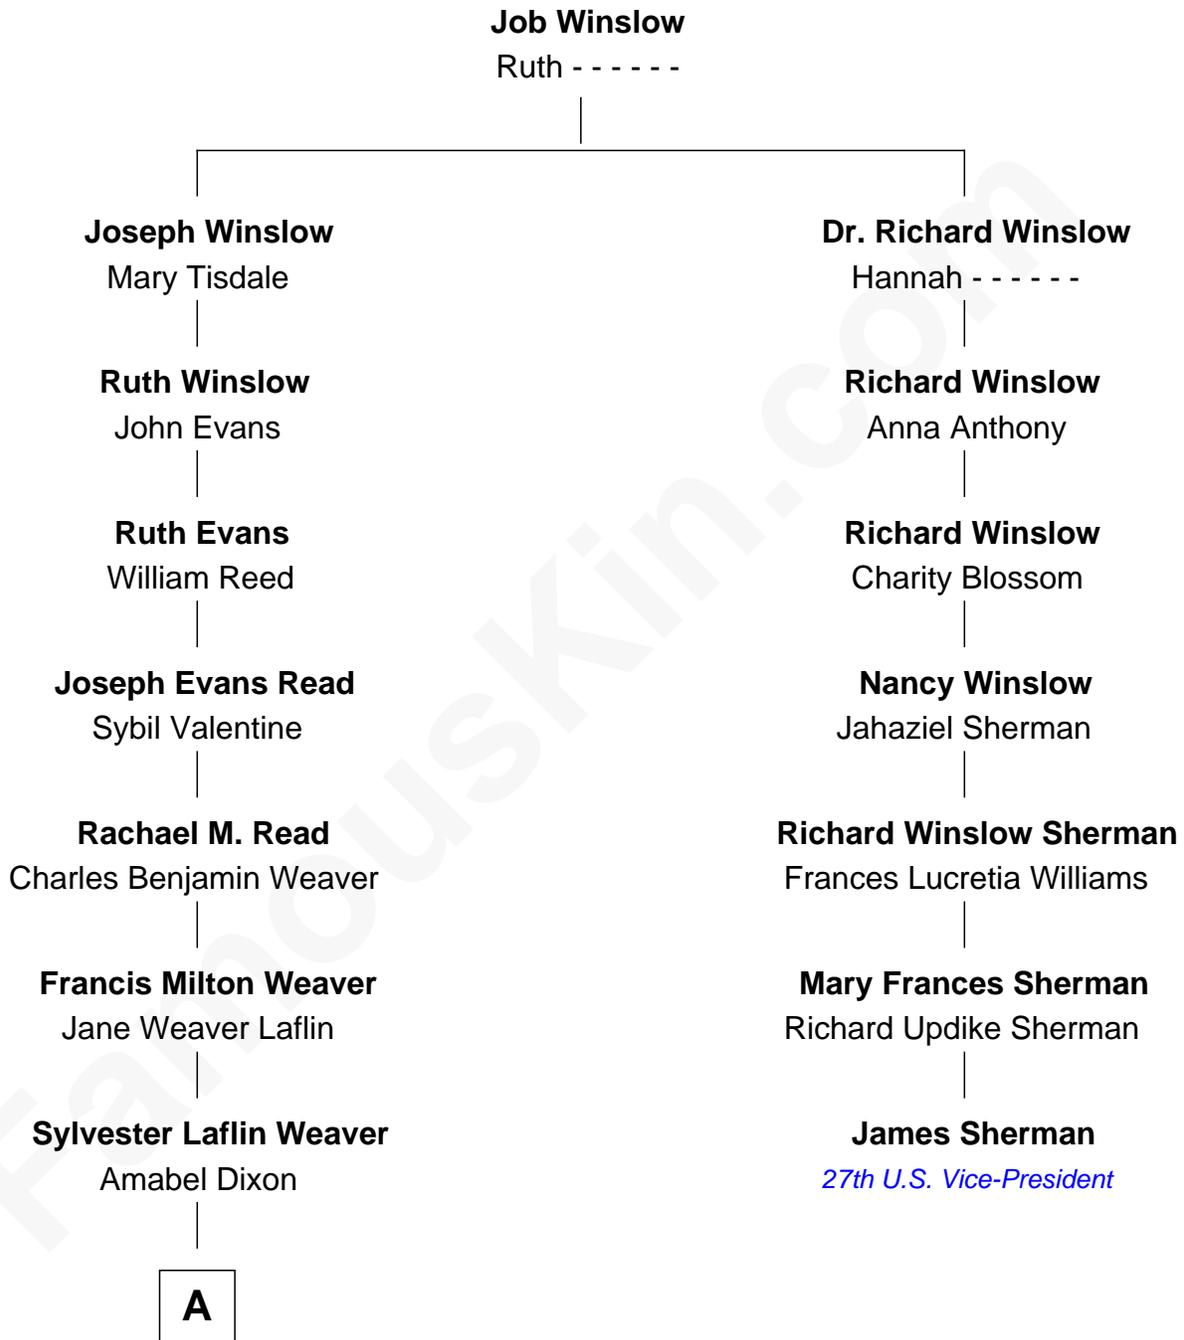 Job Winslow
Ruth - - - - - -
Joseph Winslow
Mary Tisdale
Dr. Richard Winslow
Hannah - - - - - -
Ruth Winslow
John Evans
Richard Winslow
Anna Anthony
Ruth Evans
William Reed
Richard Winslow
Charity Blossom
Joseph Evans Read
Sybil Valentine
Nancy Winslow
Jahaziel Sherman
Rachael M. Read
Charles Benjamin Weaver
Richard Winslow Sherman
Frances Lucretia Williams
Francis Milton Weaver
Jane Weaver Laflin
Mary Frances Sherman
Richard Updike Sherman
Sylvester Laflin Weaver
Amabel Dixon
James Sherman
27th U.S. Vice-President
A
FamousKin.com